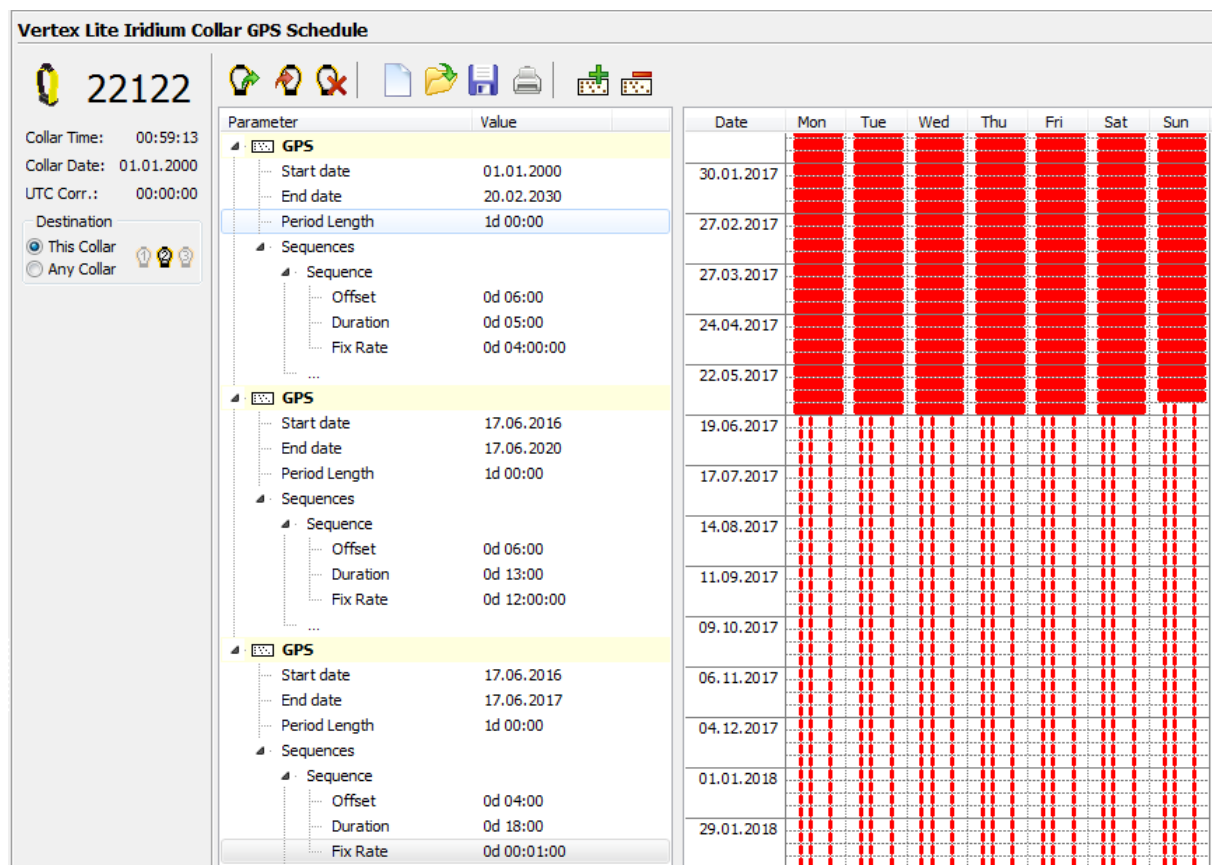 Vertex Lite Iridium Collar GPS Schedule
22122
Collar Time: 00:59:13
Collar Date: 01.01.2000
UTC Corr.: 00:00:00
Destination
This Collar
Any Collar
1 2 3
Parameter Value
GPS
Start date 01.01.2000
End date 20.02.2030
Period Length 1d 00:00
Sequences
Sequence
Offset 0d 06:00
Duration 0d 05:00
Fix Rate 0d 04:00:00
...
GPS
Start date 17.06.2016
End date 17.06.2020
Period Length 1d 00:00
Sequences
Sequence
Offset 0d 06:00
Duration 0d 13:00
Fix Rate 0d 12:00:00
...
GPS
Start date 17.06.2016
End date 17.06.2017
Period Length 1d 00:00
Sequences
Sequence
Offset 0d 04:00
Duration 0d 18:00
Fix Rate 0d 00:01:00
Date Mon Tue Wed Thu Fri Sat Sun
30.01.2017
27.02.2017
27.03.2017
24.04.2017
22.05.2017
19.06.2017
17.07.2017
14.08.2017
11.09.2017
09.10.2017
06.11.2017
04.12.2017
01.01.2018
29.01.2018